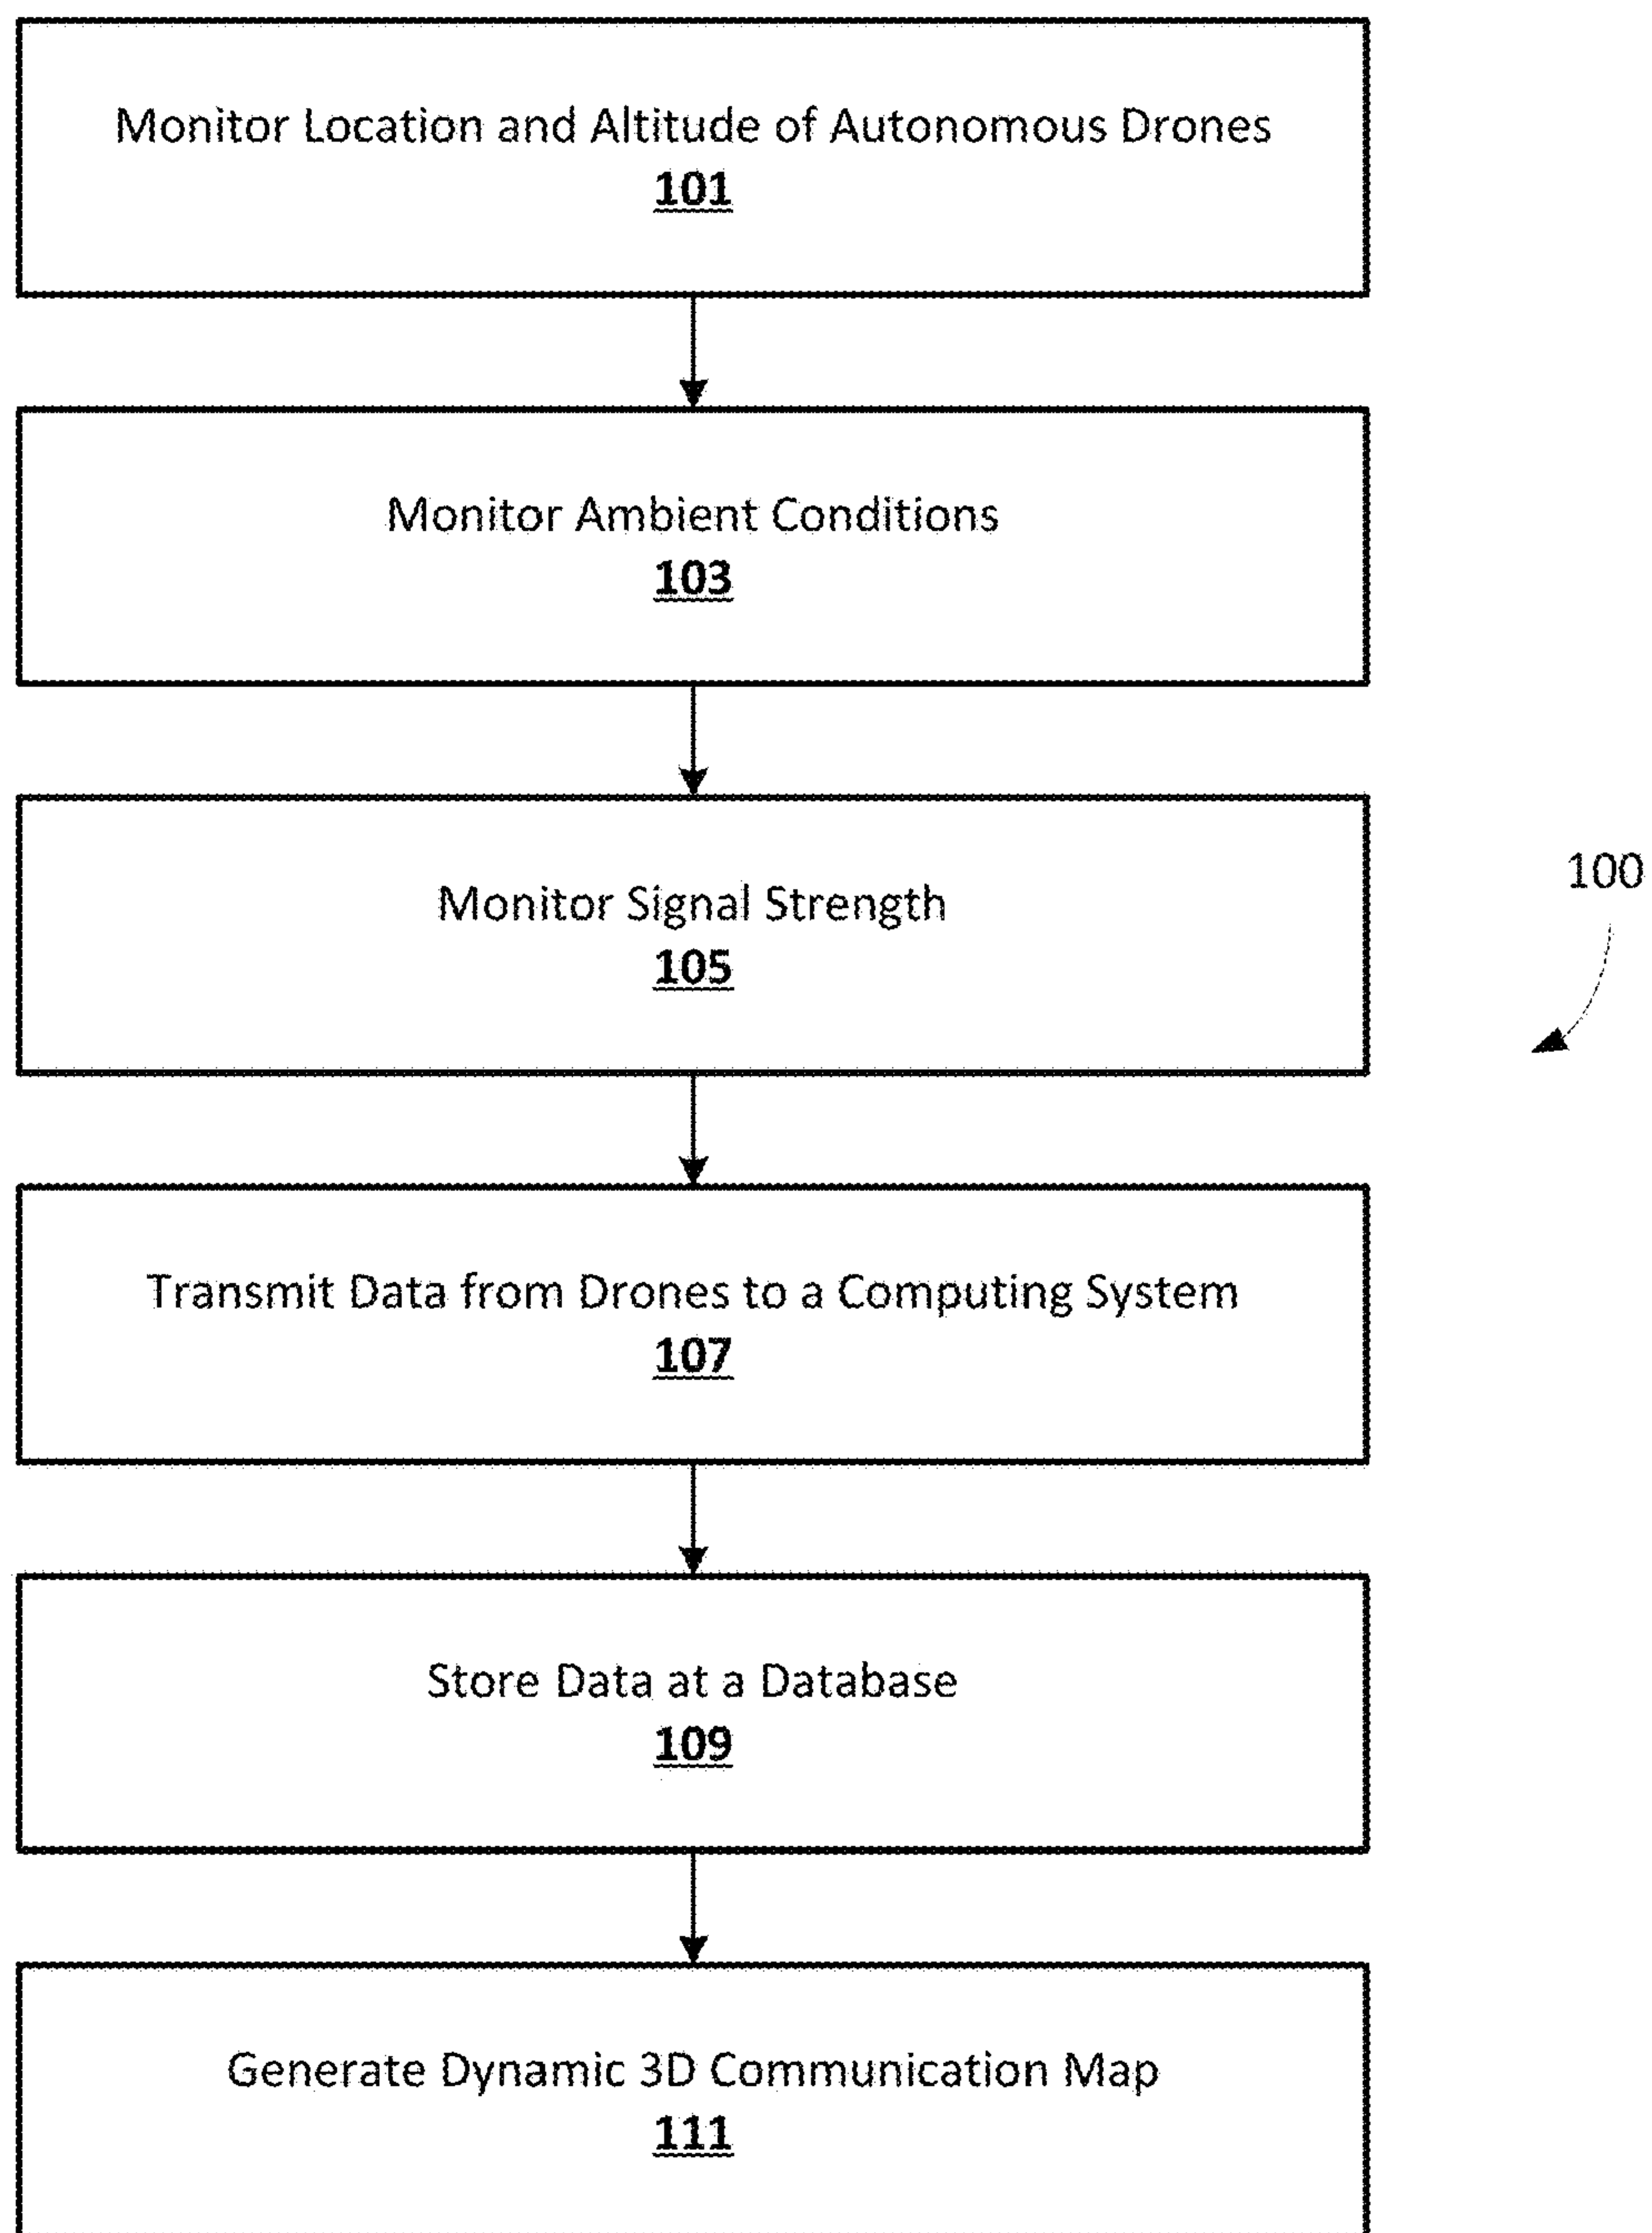 Monitor Location and Altitude of Autonomous Drones
101
Monitor Ambient Conditions
103
Monitor Signal Strength
105
100
Transmit Data from Drones to a Computing System
107
Store Data at a Database
109
Generate Dynamic 3D Communication Map
111